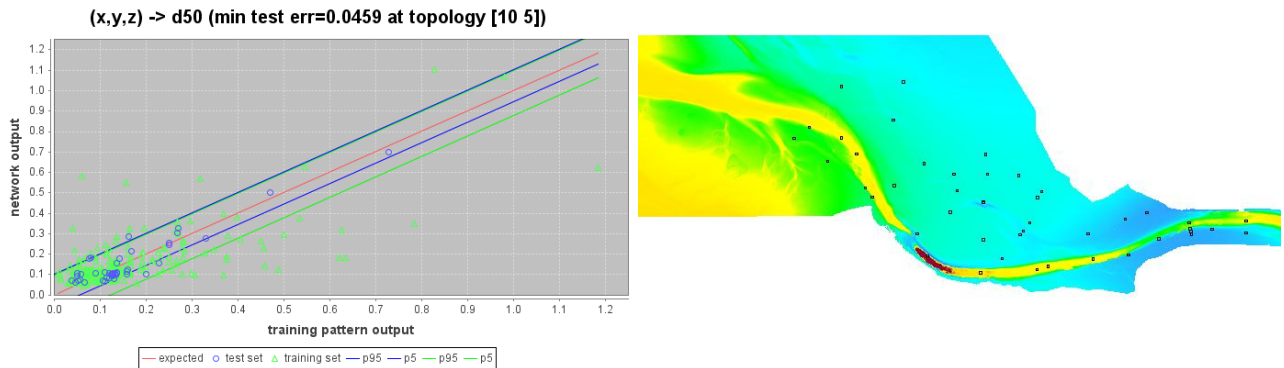 (x,y,z) -> d50 (min test err=0.0459 at topology [10 5])
network output
1.2
1.1
1.0
0.9
0.8
0.7
0.6
0.5
0.4
0.3
0.2
0.1
0.0
0.0 0.1 0.2 0.3 0.4 0.5 0.6 0.7 0.8 0.9 1.0 1.1 1.2
training pattern output
expected test set training set p95 p5 p95 p5